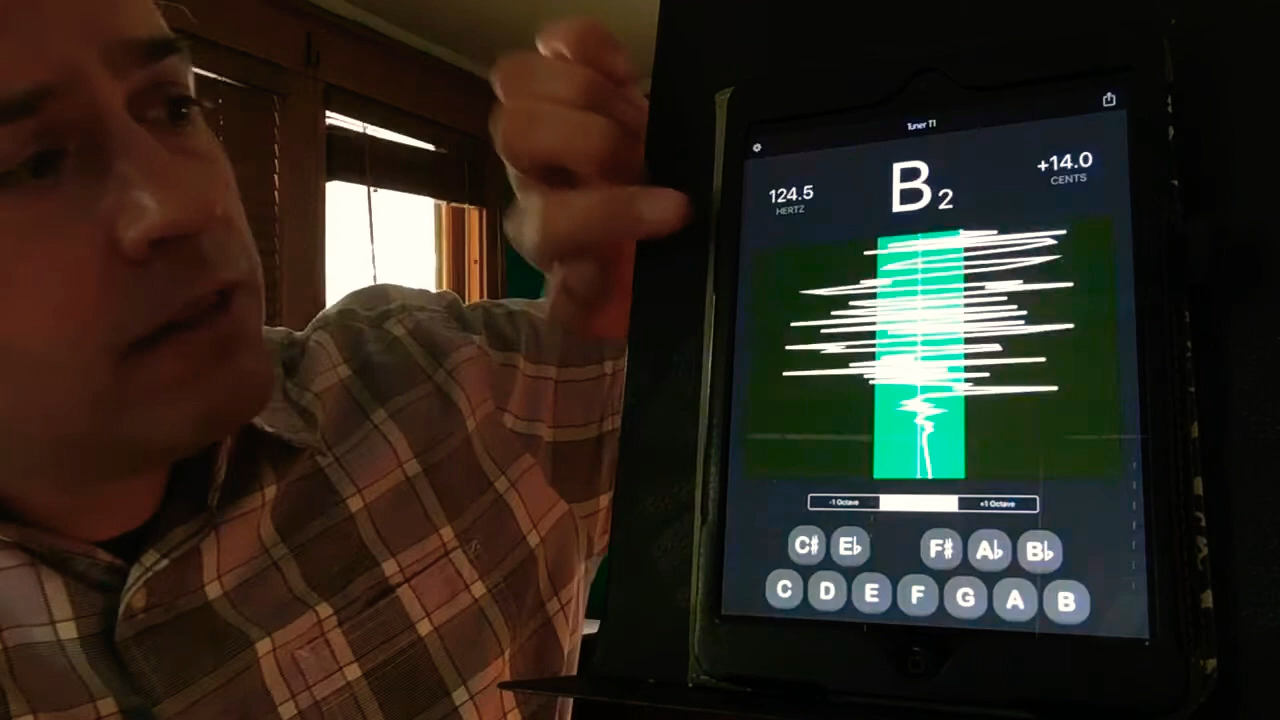 Tuner T1
124.5
HERTZ
B2
+14.0
CENTS
-1 Octave
+1 Octave
C# E♭ F# A♭ B♭
C D E F G A B